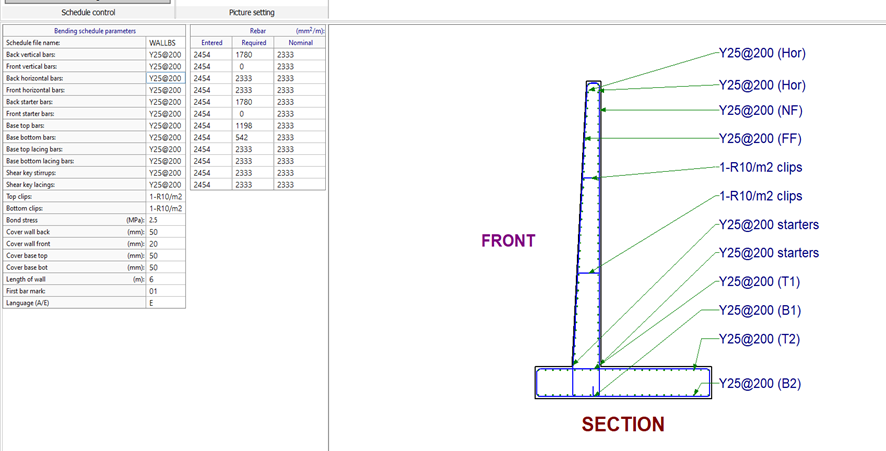 Schedule control Picture setting
Bending schedule parameters Rebar (mm²/m):
Schedule file name: WALLBS Entered Required Nominal
Back vertical bars: Y25@200 2454 1780 2333
Front vertical bars: Y25@200 2454 0 2333
Back horizontal bars: Y25@200 2454 2333 2333
Front horizontal bars: Y25@200 2454 2333 2333
Back starter bars: Y25@200 2454 1780 2333
Front starter bars: Y25@200 2454 0 2333
Base top bars: Y25@200 2454 1198 2333
Base bottom bars: Y25@200 2454 542 2333
Base top lacing bars: Y25@200 2454 2333 2333
Base bottom lacing bars: Y25@200 2454 2333 2333
Shear key stirrups: Y25@200 2454 2333 2333
Shear key lacings: Y25@200 2454 2333 2333
Top clips: 1-R10/m2
Bottom clips: 1-R10/m2
Bond stress (MPa): 2.5
Cover wall back (mm): 50
Cover wall front (mm): 20
Cover base top (mm): 50
Cover base bot (mm): 50
Length of wall (m): 6
First bar mark: 01
Language (A/E) E
Y25@200 (Hor)
Y25@200 (Hor)
Y25@200 (NF)
Y25@200 (FF)
1-R10/m2 clips
1-R10/m2 clips
Y25@200 starters
FRONT
Y25@200 starters
Y25@200 (T1)
Y25@200 (B1)
Y25@200 (T2)
Y25@200 (B2)
SECTION